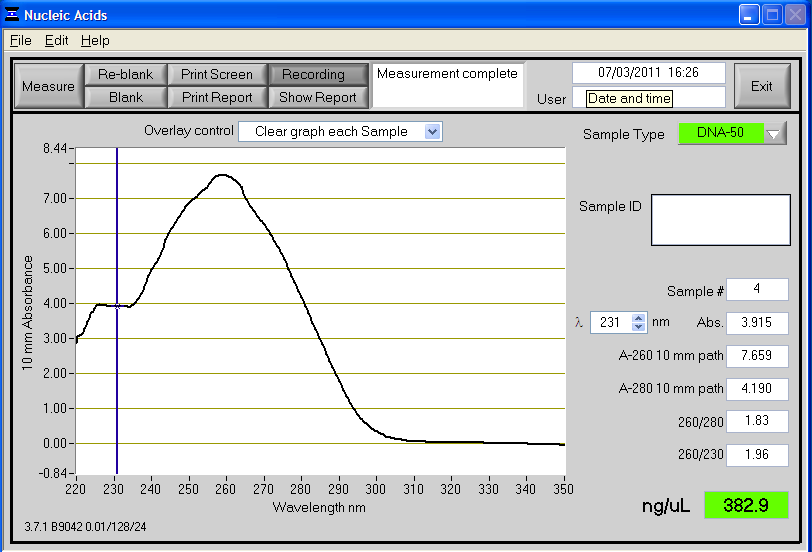 Nucleic Acids
File Edit Help
Measure
Re-blank Print Screen Recording
Blank Print Report Show Report
Measurement complete
07/03/2011 16:26
User Date and time
Exit
Overlay control Clear graph each Sample
Sample Type DNA-50
Sample ID
Sample # 4
λ 231 nm Abs. 3.915
A-260 10 mm path 7.659
A-280 10 mm path 4.190
260/280 1.83
260/230 1.96
ng/uL 382.9
10 mm Absorbance
8.44
7.00
6.00
5.00
4.00
3.00
2.00
1.00
0.00
-0.84
220 230 240 250 260 270 280 290 300 310 320 330 340 350
Wavelength nm
3.7.1 B9042 0.01/128/24